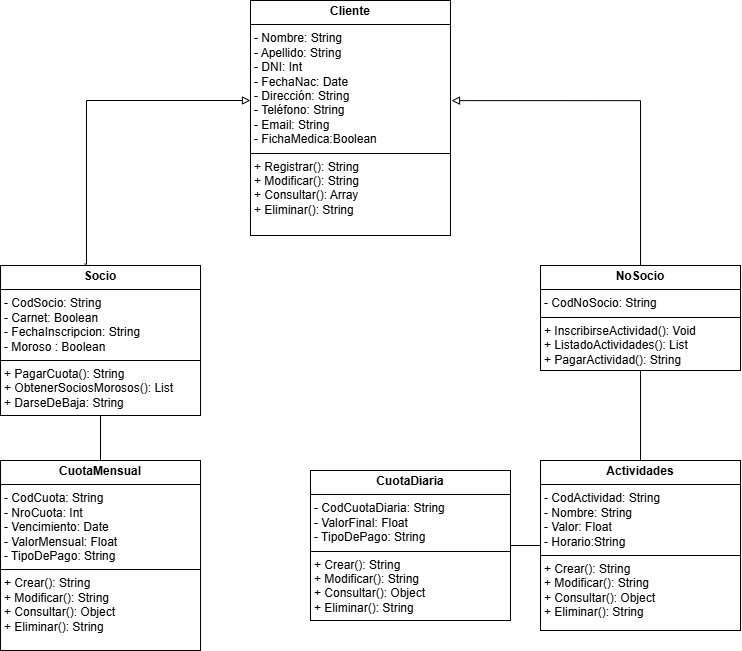 Cliente
- Nombre: String
- Apellido: String
- DNI: Int
- FechaNac: Date
- Dirección: String
- Teléfono: String
- Email: String
- FichaMedica:Boolean
+ Registrar(): String
+ Modificar(): String
+ Consultar(): Array
+ Eliminar(): String
Socio
- CodSocio: String
- Carnet: Boolean
- FechaInscripcion: String
- Moroso : Boolean
+ PagarCuota(): String
+ ObtenerSociosMorosos(): List
+ DarseDeBaja: String
NoSocio
- CodNoSocio: String
+ InscribirseActividad(): Void
+ ListadoActividades(): List
+ PagarActividad(): String
CuotaMensual
- CodCuota: String
- NroCuota: Int
- Vencimiento: Date
- ValorMensual: Float
- TipoDePago: String
+ Crear(): String
+ Modificar(): String
+ Consultar(): Object
+ Eliminar(): String
CuotaDiaria
- CodCuotaDiaria: String
- ValorFinal: Float
- TipoDePago: String
+ Crear(): String
+ Modificar(): String
+ Consultar(): Object
+ Eliminar(): String
Actividades
- CodActividad: String
- Nombre: String
- Valor: Float
- Horario:String
+ Crear(): String
+ Modificar(): String
+ Consultar(): Object
+ Eliminar(): String